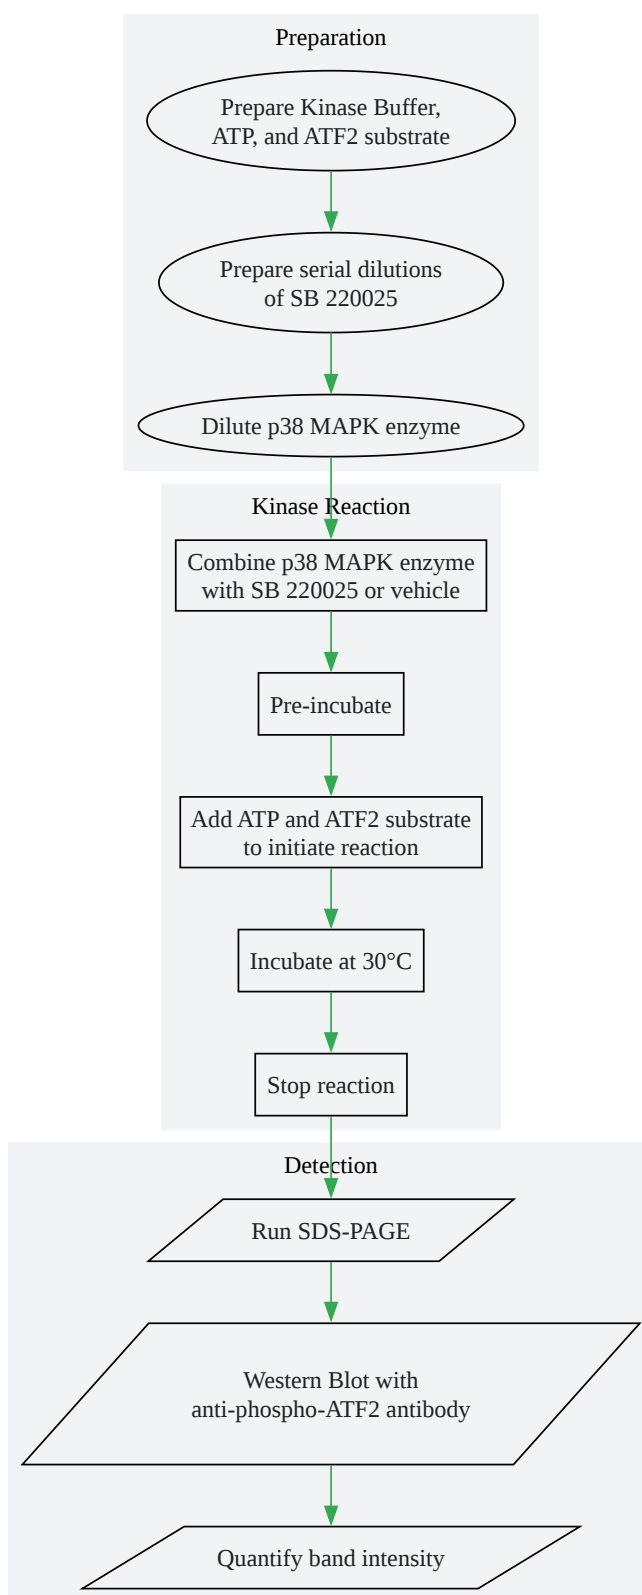 Preparation
Prepare Kinase Buffer,
ATP, and ATF2 substrate
Prepare serial dilutions
of SB 220025
Dilute p38 MAPK enzyme
Kinase Reaction
Combine p38 MAPK enzyme
with SB 220025 or vehicle
Pre-incubate
Add ATP and ATF2 substrate
to initiate reaction
Incubate at 30°C
Stop reaction
Detection
Run SDS-PAGE
Western Blot with
anti-phospho-ATF2 antibody
Quantify band intensity